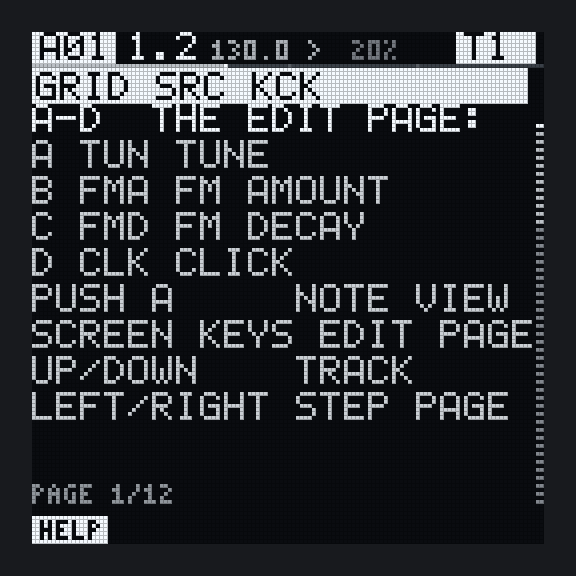 A01 1.2 130.0 > 20% T1
GRID SRC KCK
A-D THE EDIT PAGE:
A TUN TUNE
B FMA FM AMOUNT
C FMD FM DECAY
D CLK CLICK
PUSH A NOTE VIEW
SCREEN KEYS EDIT PAGE
UP/DOWN TRACK
LEFT/RIGHT STEP PAGE
PAGE 1/12
HELP